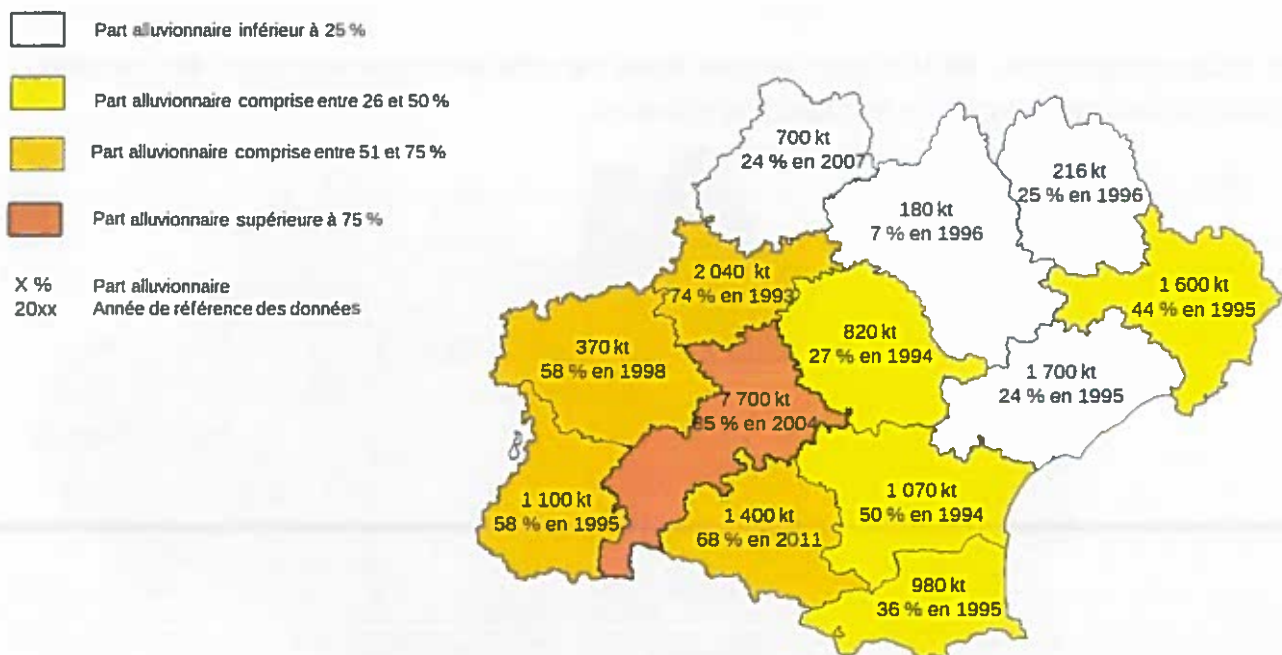 Part alluvionnaire inférieur à 25 %
Part alluvionnaire comprise entre 26 et 50 %
Part alluvionnaire comprise entre 51 et 75 %
Part alluvionnaire supérieure à 75 %
X % Part alluvionnaire
20xx Année de référence des données
700 kt
24 % en 2007
216 kt
25 % en 1996
180 kt
7 % en 1996
2 040 kt
74 % en 1993
1 600 kt
44 % en 1995
820 kt
27 % en 1994
370 kt
58 % en 1998
1 700 kt
24 % en 1995
7 700 kt
85 % en 2004
1 070 kt
50 % en 1994
1 100 kt
58 % en 1995
1 400 kt
68 % en 2011
980 kt
36 % en 1995